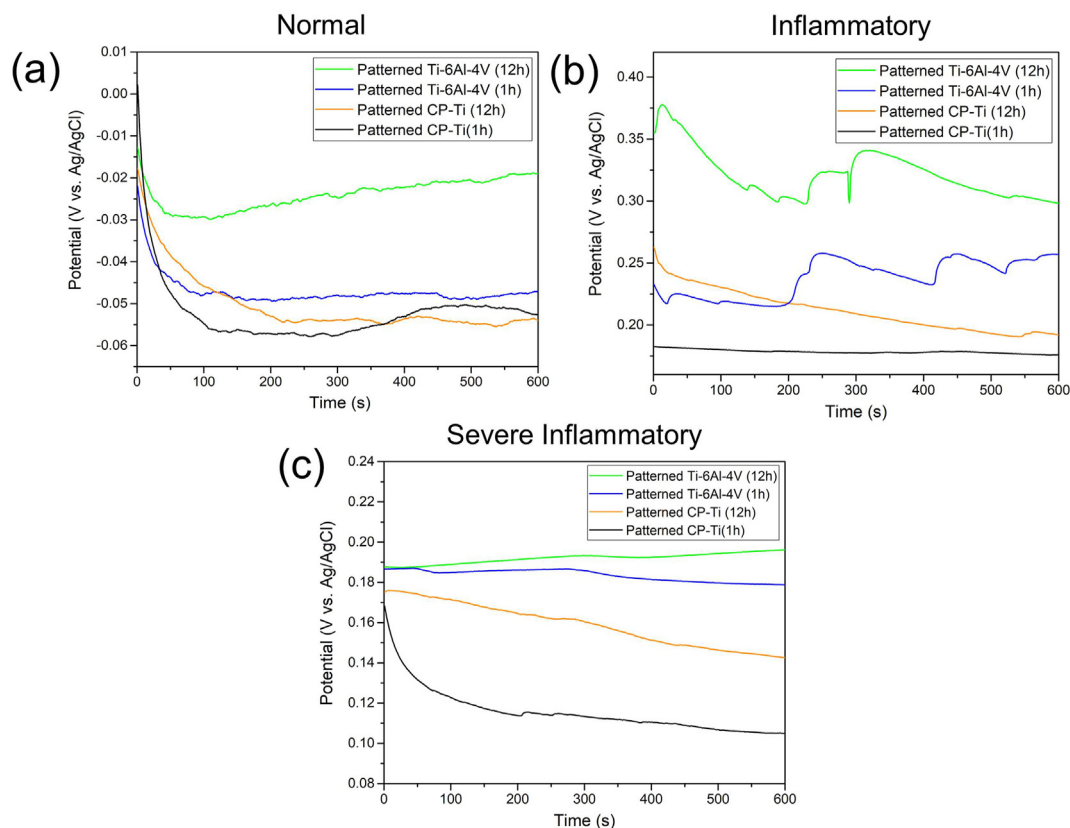 Normal
(a)
Patterned Ti-6Al-4V (12h)
Patterned Ti-6Al-4V (1h)
Patterned CP-Ti (12h)
Patterned CP-Ti(1h)
0.01
0.00
-0.01
-0.02
-0.03
-0.04
-0.05
-0.06
Potential (V vs. Ag/AgCl)
0 100 200 300 400 500 600
Time (s)
Inflammatory
(b)
Patterned Ti-6Al-4V (12h)
Patterned Ti-6Al-4V (1h)
Patterned CP-Ti (12h)
Patterned CP-Ti(1h)
0.40
0.35
0.30
0.25
0.20
Potential (V vs. Ag/AgCl)
0 100 200 300 400 500 600
Time (s)
Severe Inflammatory
(c)
Patterned Ti-6Al-4V (12h)
Patterned Ti-6Al-4V (1h)
Patterned CP-Ti (12h)
Patterned CP-Ti(1h)
0.24
0.22
0.20
0.18
0.16
0.14
0.12
0.10
0.08
Potential (V vs. Ag/AgCl)
0 100 200 300 400 500 600
Time (s)